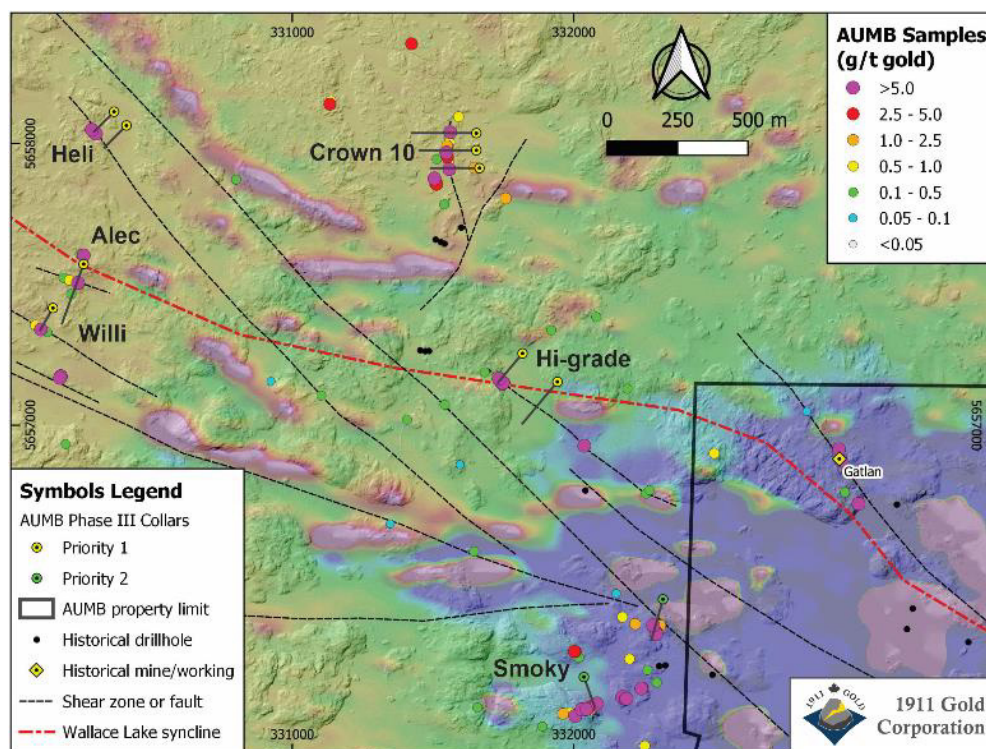 331000
332000
AUMB Samples
(g/t gold)
>5.0
2.5 - 5.0
1.0 - 2.5
0.5 - 1.0
0.1 - 0.5
0.05 - 0.1
<0.05
0
250
500 m
5658000
Heli
Crown 10
Alec
Willi
Hi-grade
5657000
5657000
Gatlan
Symbols Legend
AUMB Phase III Collars
Priority 1
Priority 2
AUMB property limit
Historical drillhole
Historical mine/working
Shear zone or fault
Wallace Lake syncline
Smoky
1911 GOLD
1911 Gold
Corporation
331000
332000